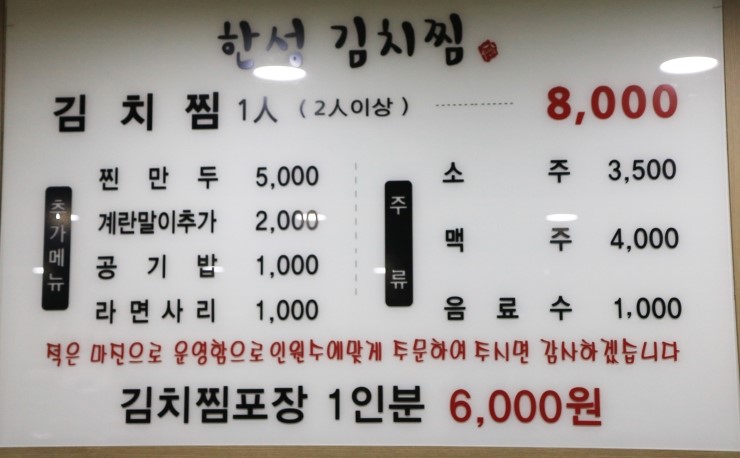 한성 김치찜
김치찜 1人 (2人이상) 8,000
추가메뉴
찐만두 5,000
계란말이추가 2,000
공기밥 1,000
라면사리 1,000
주류
소주 3,500
맥주 4,000
음료수 1,000
적은 마진으로 운영함으로 인원수에맞게 주문하여 주시면 감사하겠습니다
김치찜포장 1인분 6,000원